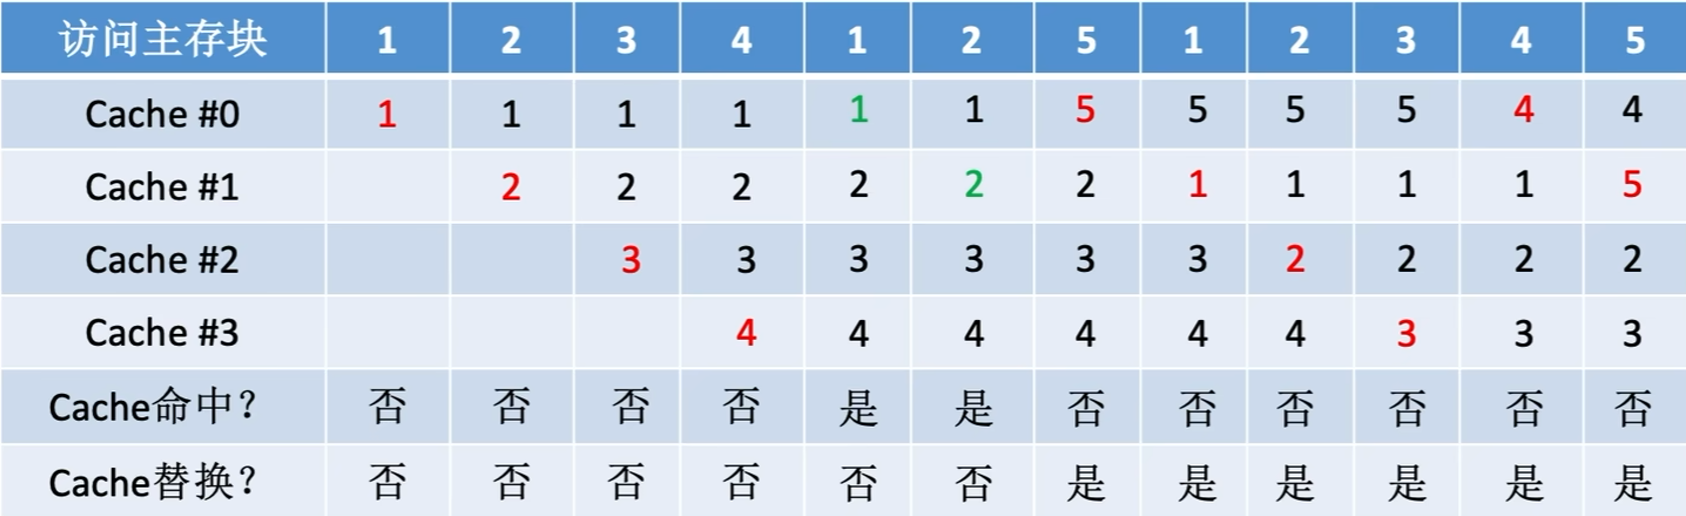 访问主存块 1 2 3 4 1 2 5 1 2 3 4 5
Cache #0 1 1 1 1 1 1 5 5 5 5 4 4
Cache #1 2 2 2 2 2 2 1 1 1 1 5
Cache #2 3 3 3 3 3 3 2 2 2 2
Cache #3 4 4 4 4 4 4 3 3 3
Cache命中? 否 否 否 否 是 是 否 否 否 否 否 否
Cache替换? 否 否 否 否 否 否 是 是 是 是 是 是